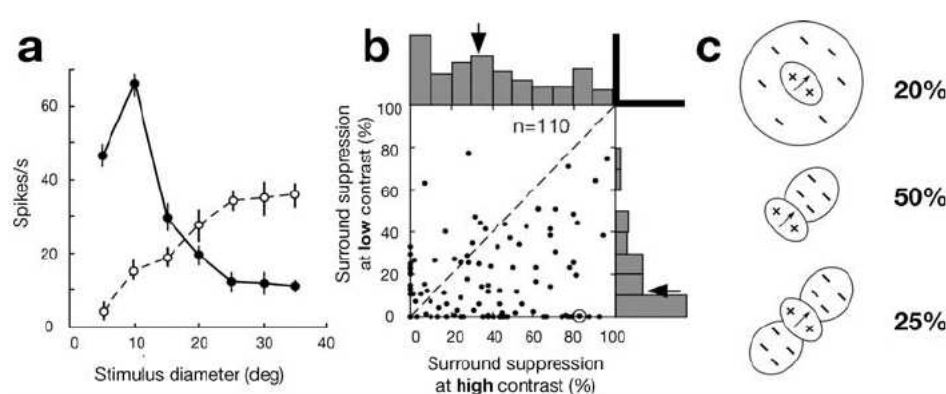 a
60
40
20
0
Spikes/s
0 10 20 30 40
Stimulus diameter (deg)
b
100
80
60
40
20
0
Surround suppression
at low contrast (%)
n=110
0 20 40 60 80 100
Surround suppression
at high contrast (%)
c
20%
50%
25%